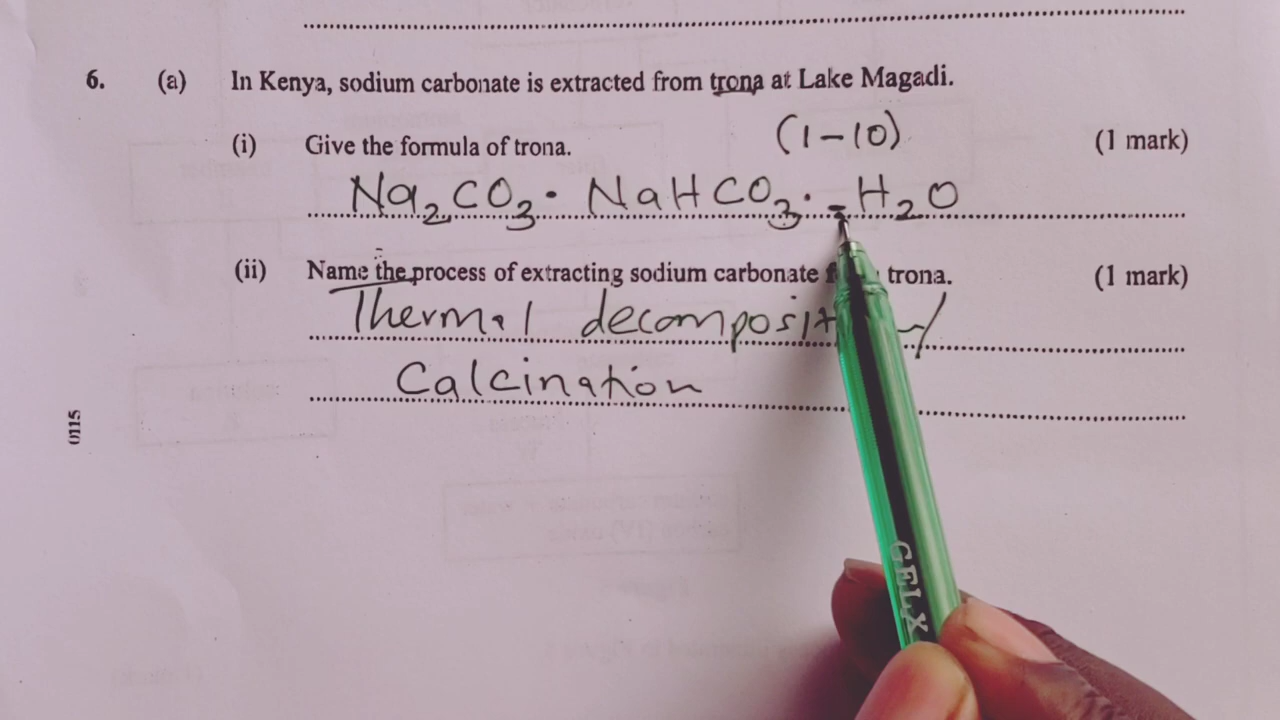 6. (a) In Kenya, sodium carbonate is extracted from trona at Lake Magadi.
(1-10)
(i) Give the formula of trona. (1 mark)
Na₂CO₃ · NaHCO₃ · - H₂O
(ii) Name the process of extracting sodium carbonate trona. (1 mark)
Thermal /
Calcination
0115
GELX